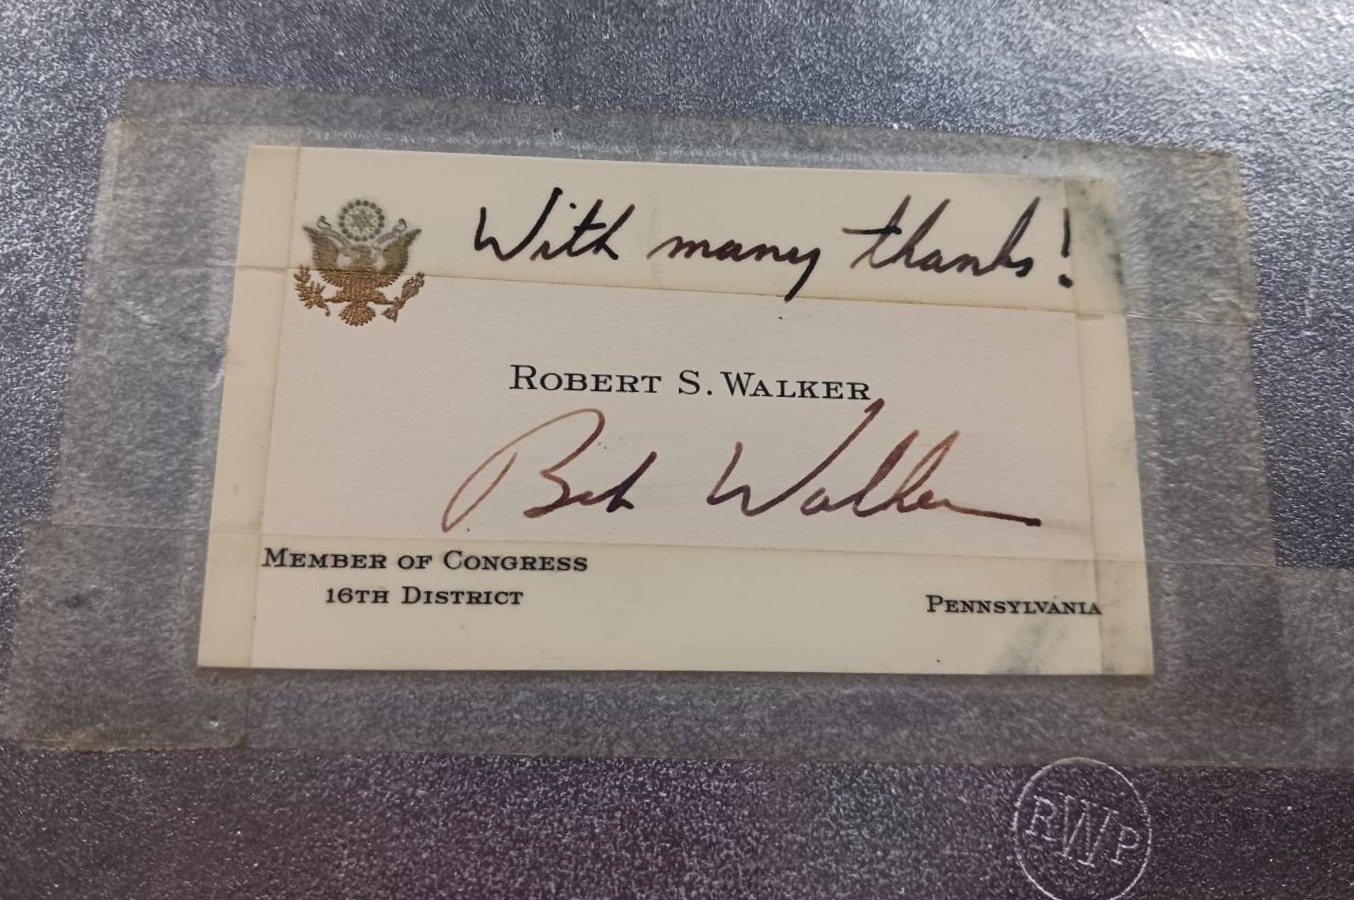 With many thanks!
ROBERT S. WALKER
Bob Walker
MEMBER OF CONGRESS
16TH DISTRICT
PENNSYLVANIA
RWP